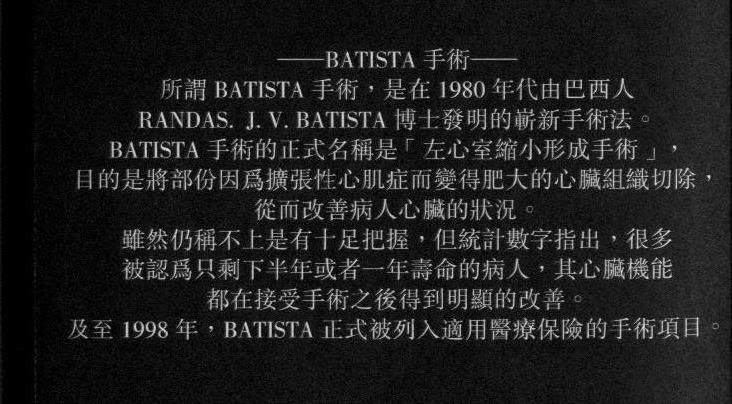 ——BATISTA 手術——
所謂 BATISTA 手術，是在 1980 年代由巴西人
RANDAS. J. V. BATISTA 博士發明的嶄新手術法。
BATISTA 手術的正式名稱是「 左心室縮小形成手術 」，
目的是將部份因爲擴張性心肌症而變得肥大的心臟組織切除，
從而改善病人心臟的狀況。
雖然仍稱不上是有十足把握，但統計數字指出，很多
被認爲只剩下半年或者一年壽命的病人，其心臟機能
都在接受手術之後得到明顯的改善。
及至 1998 年，BATISTA 正式被列入適用醫療保險的手術項目。